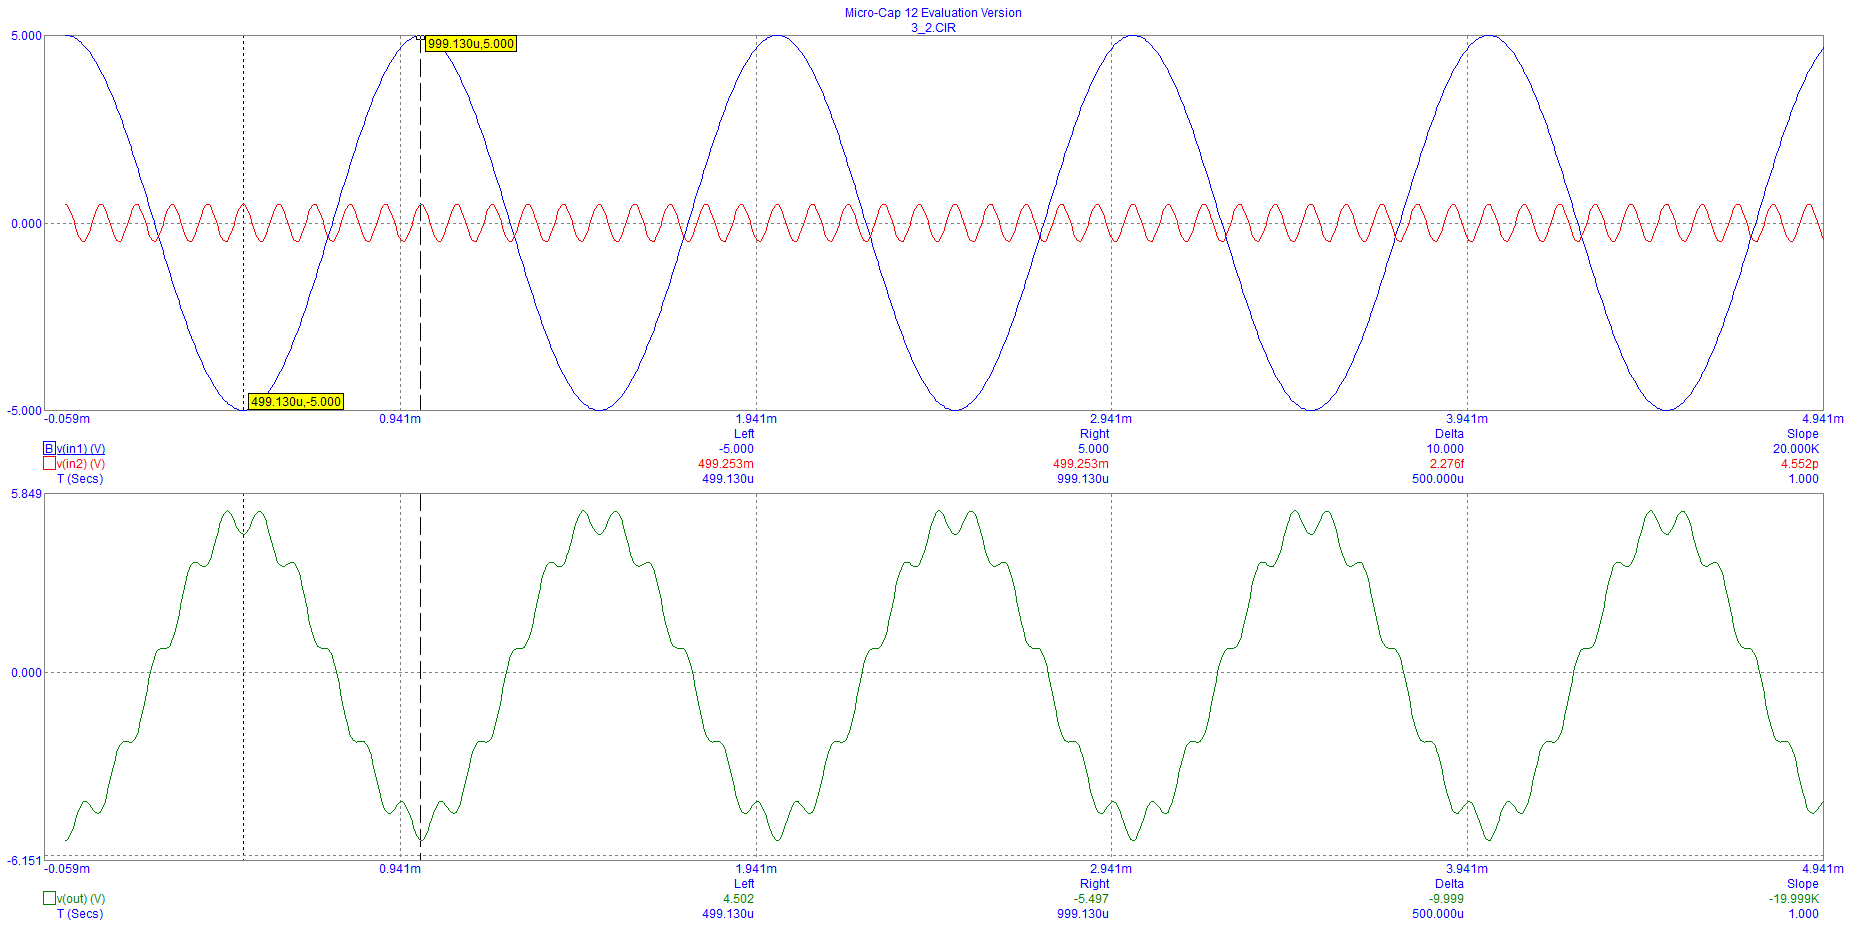 Micro-Cap 12 Evaluation Version
3_2.CIR
5.000
999.130u,5.000
0.000
499.130u,-5.000
-5.000
-0.059m 0.941m 1.941m 2.941m 3.941m 4.941m
Left Right Delta Slope
B v(in1) (V) -5.000 5.000 10.000 20.000K
v(in2) (V) 499.253m 499.253m 2.276f 4.552p
T (Secs) 499.130u 999.130u 500.000u 1.000
5.849
0.000
-6.151
-0.059m 0.941m 1.941m 2.941m 3.941m 4.941m
Left Right Delta Slope
v(out) (V) 4.502 -5.497 -9.999 -19.999K
T (Secs) 499.130u 999.130u 500.000u 1.000